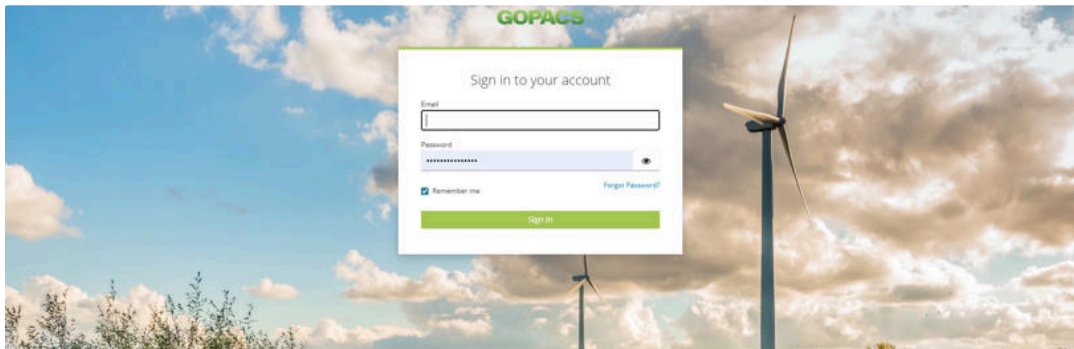 GOPACS
Sign in to your account
Email
Password
•••••••••••••••
Remember me
Forgot Password?
Sign In